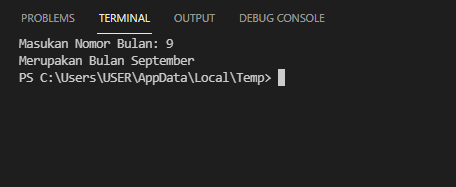 PROBLEMS TERMINAL OUTPUT DEBUG CONSOLE
Masukan Nomor Bulan: 9
Merupakan Bulan September
PS C:\Users\USER\AppData\Local\Temp>